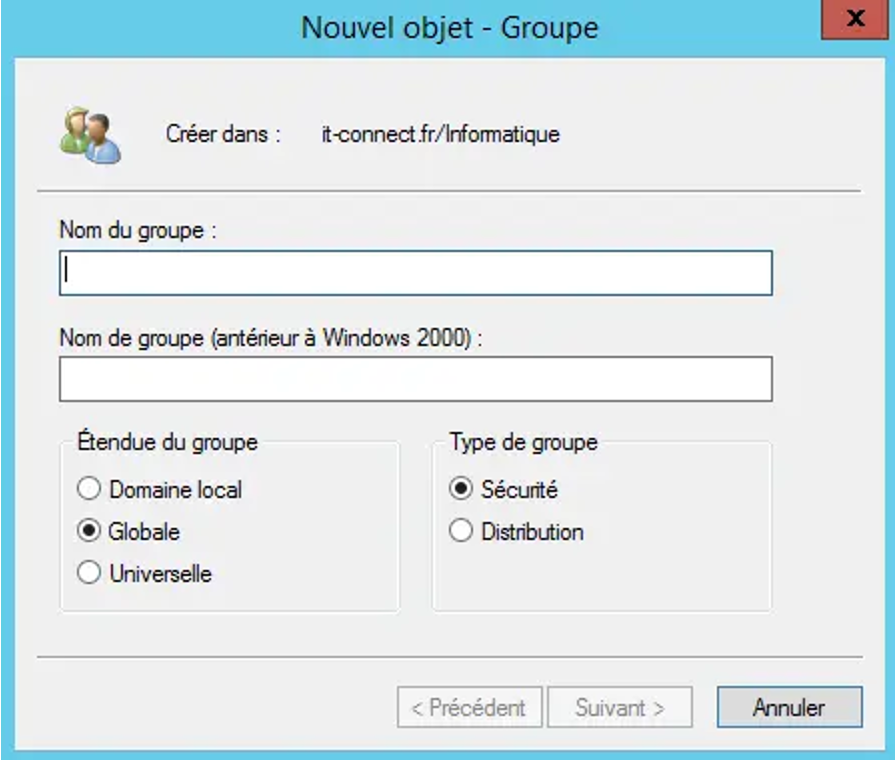 Nouvel objet - Groupe
x
Créer dans : it-connect.fr/Informatique
Nom du groupe :
Nom de groupe (antérieur à Windows 2000) :
Étendue du groupe
Domaine local
Globale
Universelle
Type de groupe
Sécurité
Distribution
< Précédent
Suivant >
Annuler